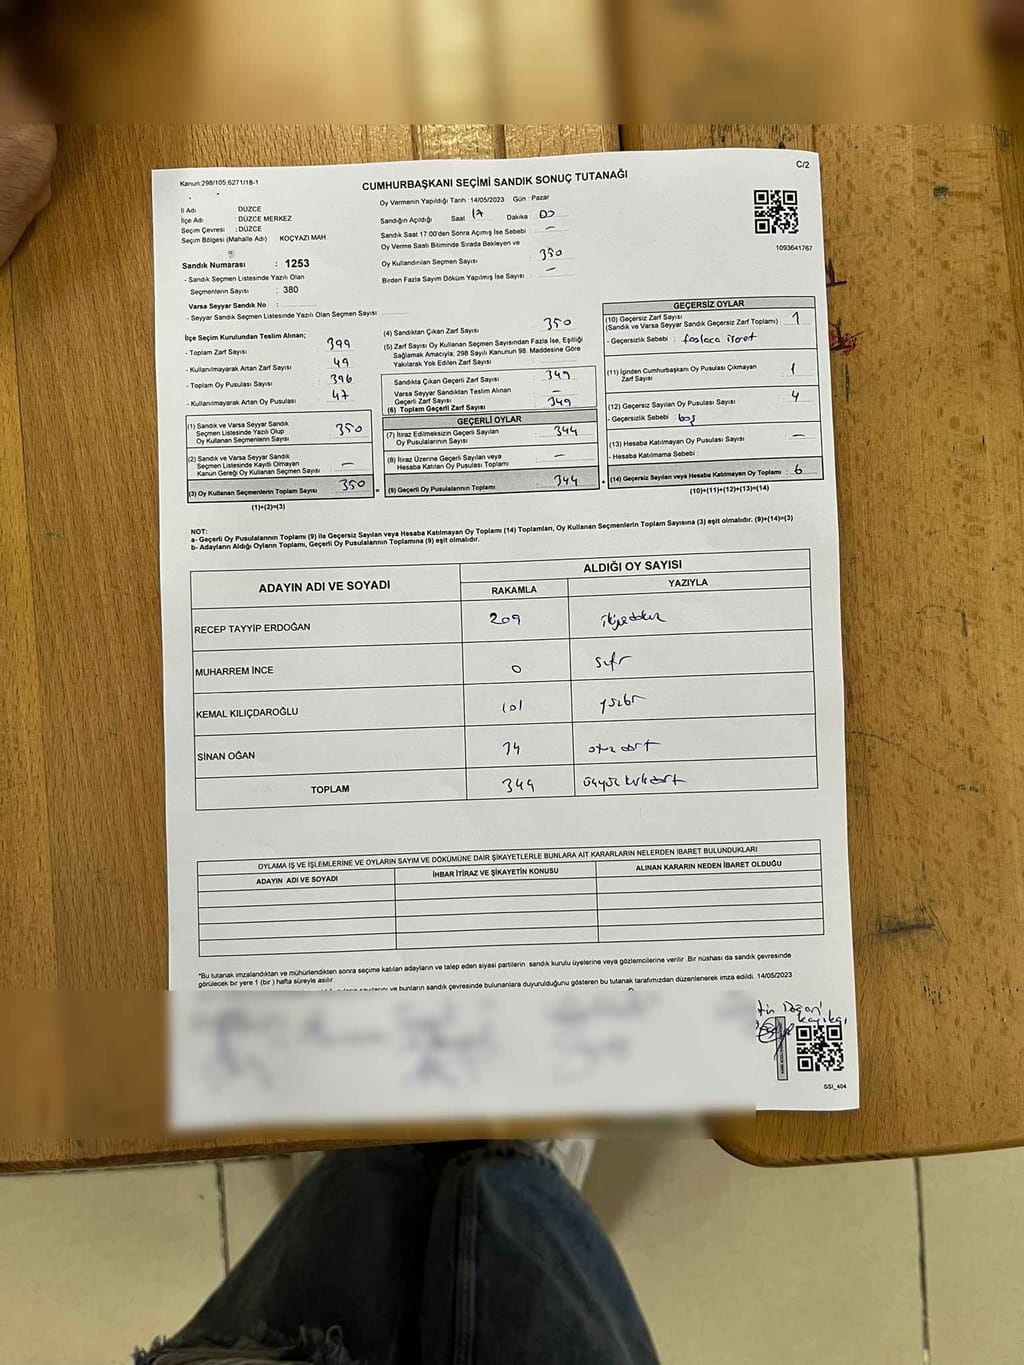 C/2
Kanun:298/105;6271/18-1
CUMHURBAŞKANI SEÇİMİ SANDIK SONUÇ TUTANAĞI
İl Adı : DÜZCE
İlçe Adı : DÜZCE MERKEZ
Seçim Çevresi : DÜZCE
Seçim Bölgesi (Mahalle Adı) : KOÇYAZI MAH.
Sandık Numarası : 1253
- Sandık Seçmen Listesinde Yazılı Olan
Seçmenlerin Sayısı : 380
Varsa Seyyar Sandık No :
- Seyyar Sandık Seçmen Listesinde Yazılı Olan Seçmen Sayısı :
Oy Vermenin Yapıldığı Tarih :14/05/2023 Gün : Pazar
Sandığın Açıldığı Saat : 17 Dakika : 00
Sandık Saat 17:00'den Sonra Açımış İse Sebebi : —
Oy Verme Saati Bitiminde Sırada Bekleyen ve
Oy Kullandırılan Seçmen Sayısı : 350
Birden Fazla Sayım Döküm Yapılmış İse Sayısı : —
1093641767
İlçe Seçim Kurulundan Teslim Alınan;
- Toplam Zarf Sayısı : 399
- Kullanılmayarak Artan Zarf Sayısı : 49
- Toplam Oy Pusulası Sayısı : 396
- Kullanılmayarak Artan Oy Pusulası : 47
(1) Sandık ve Varsa Seyyar Sandık
Seçmen Listesinde Yazılı Olup
Oy Kullanan Seçmenlerin Sayısı : 350
(2) Sandık ve Varsa Seyyar Sandık
Seçmen Listesinde Kayıtlı Olmayan
Kanun Gereği Oy Kullanan Seçmen Sayısı : —
(3) Oy Kullanan Seçmenlerin Toplam Sayısı : 350
(1)+(2)=(3)
(4) Sandıktan Çıkan Zarf Sayısı : 350
(5) Zarf Sayısı Oy Kullanan Seçmen Sayısından Fazla İse, Eşitliği
Sağlamak Amacıyla; 298 Sayılı Kanunun 98. Maddesine Göre
Yakılarak Yok Edilen Zarf Sayısı :
Sandıkta Çıkan Geçerli Zarf Sayısı : 349
Varsa Seyyar Sandıktan Teslim Alınan
Geçerli Zarf Sayısı : —
(6) Toplam Geçerli Zarf Sayısı : 349
GEÇERLİ OYLAR
(7) İtiraz Edilmeksizin Geçerli Sayılan
Oy Pusulalarının Sayısı : 344
(8) İtiraz Üzerine Geçerli Sayılan veya
Hesaba Katılan Oy Pusulası Toplamı : —
(9) Geçerli Oy Pusulalarının Toplamı : 344
GEÇERSİZ OYLAR
(10) Geçersiz Zarf Sayısı
(Sandık ve Varsa Seyyar Sandık Geçersiz Zarf Toplamı) : 1
- Geçersizlik Sebebi : fazlaca işaret
(11) İçinden Cumhurbaşkanı Oy Pusulası Çıkmayan
Zarf Sayısı : 1
(12) Geçersiz Sayılan Oy Pusulası Sayısı : 4
- Geçersizlik Sebebi : boş
(13) Hesaba Katılmayan Oy Pusulası Sayısı : —
- Hesaba Katılmama Sebebi :
(14) Geçersiz Sayılan veya Hesaba Katılmayan Oy Toplamı : 6
(10)+(11)+(12)+(13)=(14)
NOT:
a- Geçerli Oy Pusulalarının Toplamı (9) ila Geçersiz Sayılan veya Hesaba Katılmayan Oy Toplamı (14) Toplamları, Oy Kullanan Seçmenlerin Toplam Sayısına (3) eşit olmalıdır. (9)+(14)=(3)
b- Adayların Aldığı Oyların Toplamı, Geçerli Oy Pusulalarının Toplamına (9) eşit olmalıdır.
ADAYIN ADI VE SOYADI
ALDIĞI OY SAYISI
RAKAMLA YAZIYLA
RECEP TAYYİP ERDOĞAN 209
MUHARREM İNCE 0 sıfır
KEMAL KILIÇDAROĞLU 101 yüzbir
SİNAN OĞAN 34 otuz dört
TOPLAM 344 üçyüz kırkdört
OYLAMA İŞ VE İŞLEMLERİNE VE OYLARIN SAYIM VE DÖKÜMÜNE DAİR ŞİKAYETLERLE BUNLARA AİT KARARLARIN NELERDEN İBARET BULUNDUKLARI
ADAYIN ADI VE SOYADI İHBAR İTİRAZ VE ŞİKAYETİN KONUSU ALINAN KARARIN NEDEN İBARET OLDUĞU
*Bu tutanak imzalandıktan ve mühürlendikten sonra seçime katılan adayların ve talep eden siyasi partilerin sandık kurulu üyelerine veya gözlemcilerine verilir .Bir nüshası da sandık çevresinde
görülecek bir yere 1 (bir ) hafta süreyle asılır.
ve bunların sandık çevresinde bulunanlara duyurulduğunu gösteren bu tutanak tarafımızdan düzenlenerek imza edildi. 14/05/2023
SSI_404